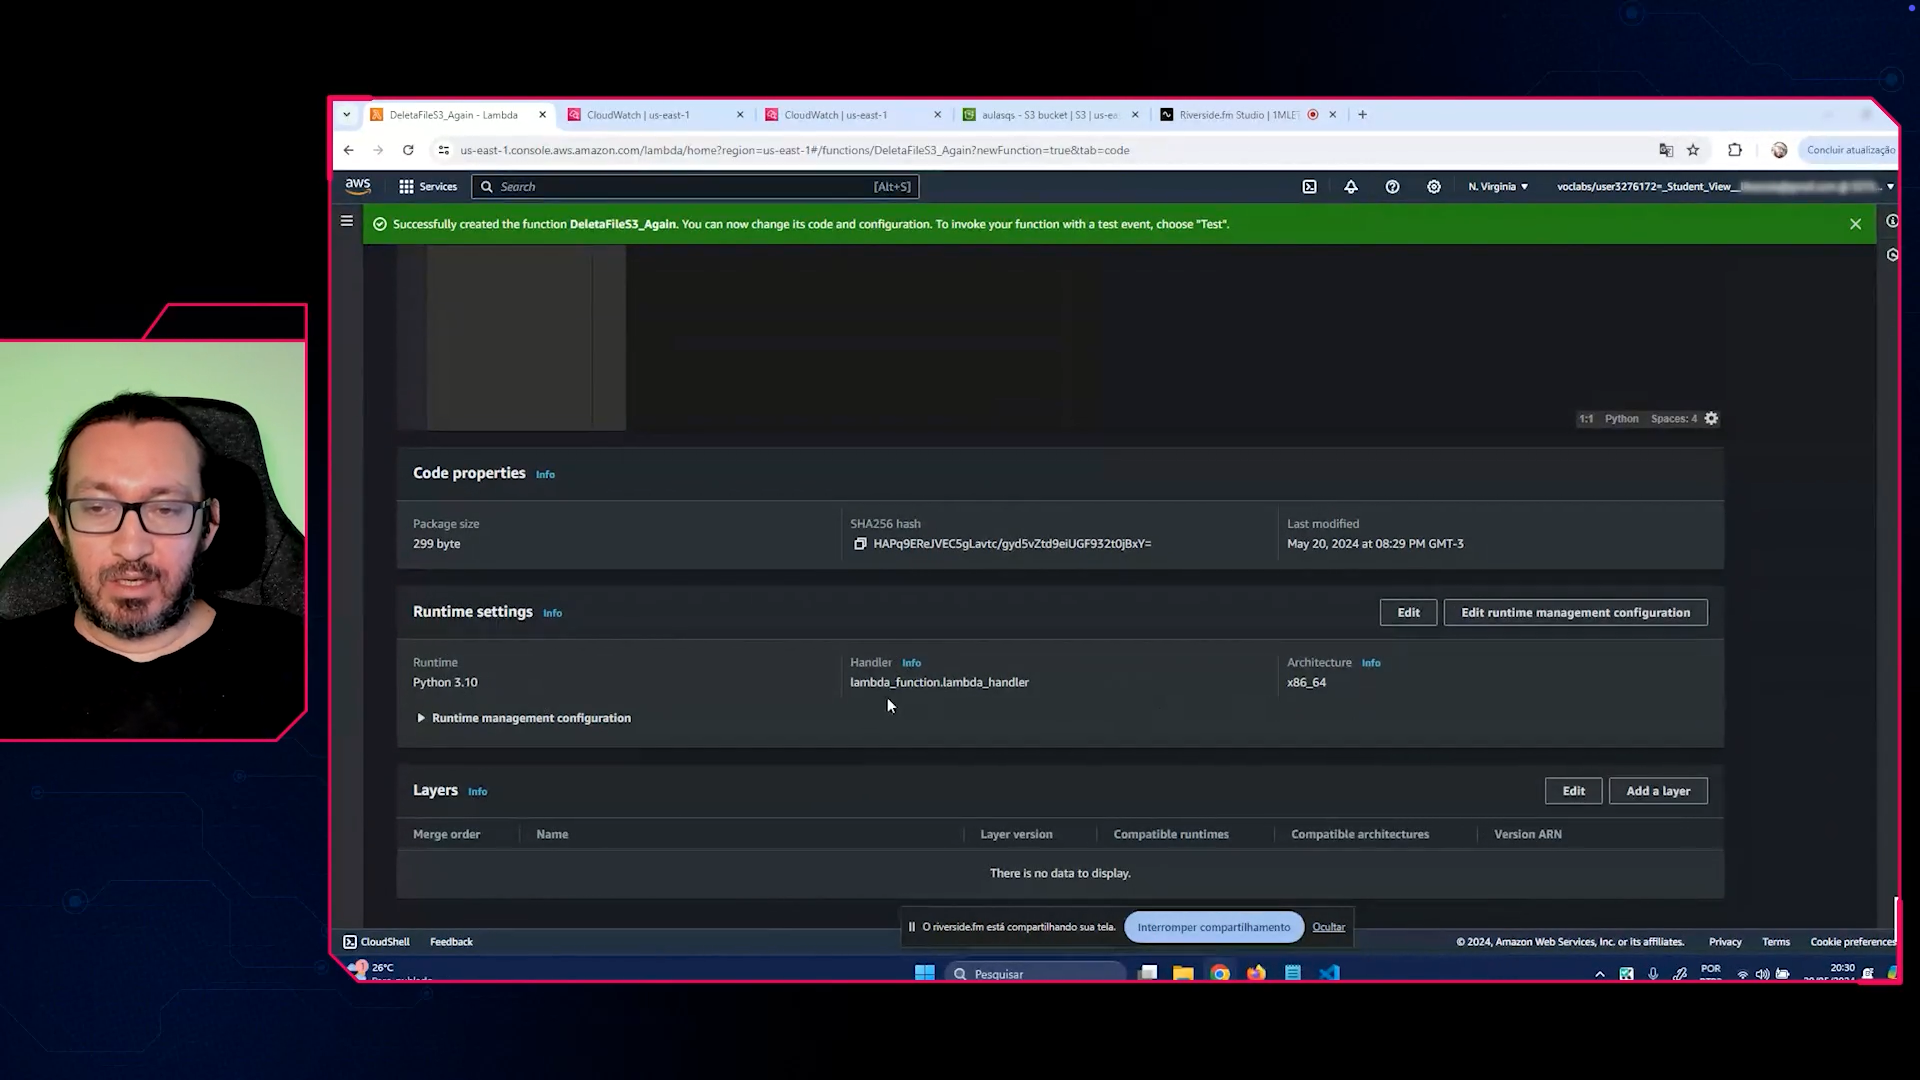 DeletaFileS3_Again - Lambda
CloudWatch | us-east-1
CloudWatch | us-east-1
aulasqs - S3 bucket | S3 | us-ea
Riverside.fm Studio | 1MLE
us-east-1.console.aws.amazon.com/lambda/home?region=us-east-1#/functions/DeletaFileS3_Again?newFunction=true&tab=code
Concluir atualização
aws
Services
Search
[Alt+S]
N. Virginia
voclabs/user3276172=_Student_View__
Successfully created the function DeletaFileS3_Again. You can now change its code and configuration. To invoke your function with a test event, choose "Test".
1:1 Python Spaces: 4
Code properties Info
Package size
299 byte
SHA256 hash
HAPq9EReJVEC5gLavtc/gyd5vZtd9eiUGF932t0jBxY=
Last modified
May 20, 2024 at 08:29 PM GMT-3
Runtime settings Info
Edit
Edit runtime management configuration
Runtime
Python 3.10
Handler Info
lambda_function.lambda_handler
Architecture Info
x86_64
Runtime management configuration
Layers Info
Edit
Add a layer
Merge order
Name
Layer version
Compatible runtimes
Compatible architectures
Version ARN
There is no data to display.
O riverside.fm está compartilhando sua tela.
Interromper compartilhamento
Ocultar
CloudShell
Feedback
© 2024, Amazon Web Services, Inc. or its affiliates.
Privacy
Terms
Cookie preferences
1
26°C
Pesquisar
POR
20:30